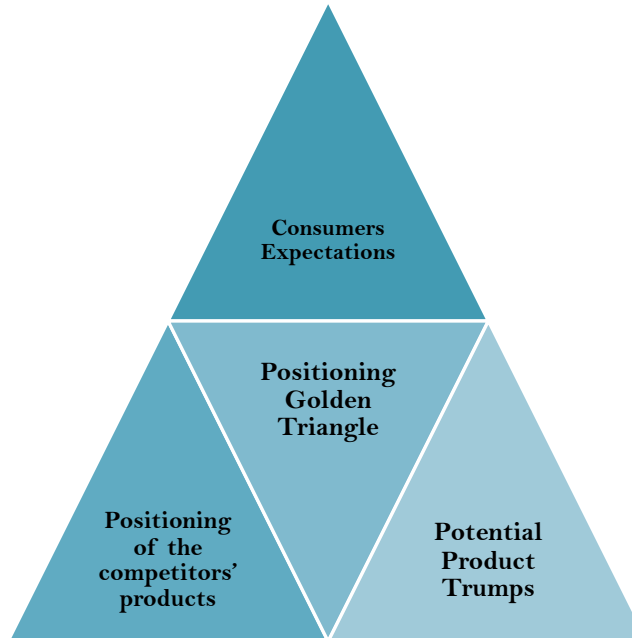 Consumers
Expectations
Positioning
Golden
Triangle
Positioning
of the
competitors’
products
Potential
Product
Trumps